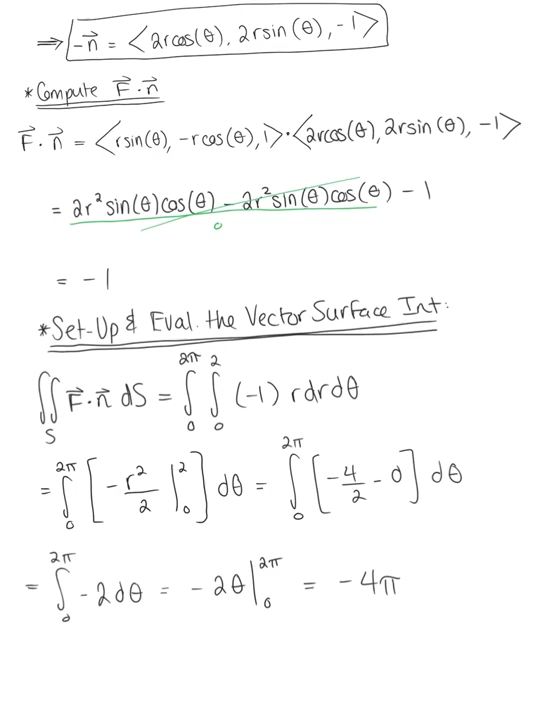 ⇒ -n⃗ = <2rcos(θ), 2rsin(θ), -1>
*Compute F⃗·n⃗
F⃗·n⃗ = <rsin(θ), -rcos(θ), 1>·<2rcos(θ), 2rsin(θ), -1>
= 2r²sin(θ)cos(θ) - 2r²sin(θ)cos(θ) - 1
0
= -1
*Set-Up & Eval. the Vector Surface Int:
∬_S F⃗·n⃗ dS = ∫_0^{2π} ∫_0^2 (-1) rdrdθ
= ∫_0^{2π} [-r²/2 |_0^2] dθ = ∫_0^{2π} [-4/2 - 0] dθ
= ∫_0^{2π} -2dθ = -2θ|_0^{2π} = -4π